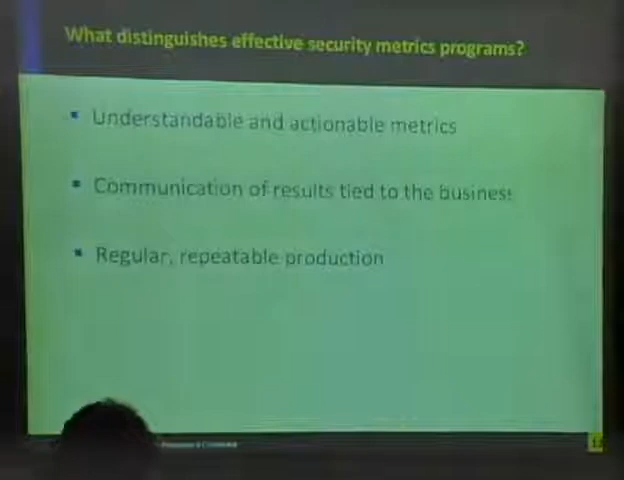 What distinguishes effective security metrics programs?
▪ Understandable and actionable metrics
▪ Communication of results tied to the business
▪ Regular, repeatable production